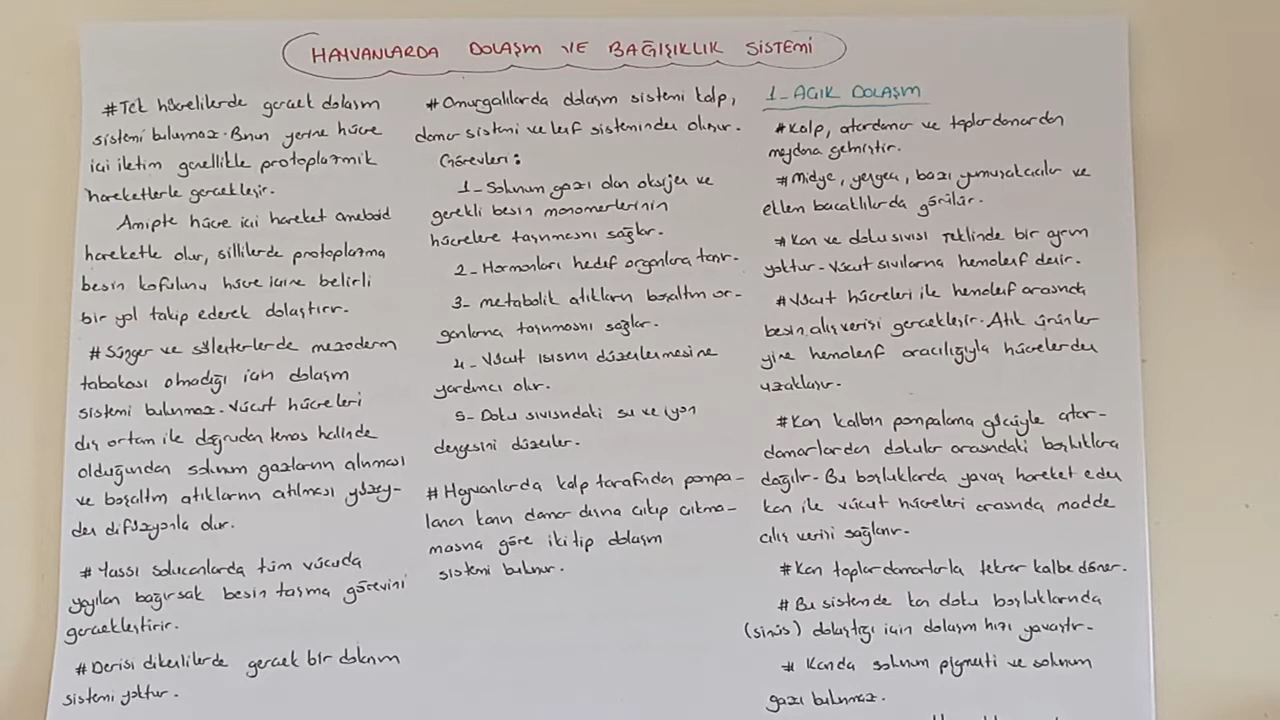 HAYVANLARDA DOLAŞIM VE BAĞIŞIKLIK SİSTEMİ
#Tek hücrelilerde gerçek dolaşım
sistemi bulunmaz. Bunun yerine hücre
içi iletim genellikle protoplazmik
hareketlerle gerçekleşir.
Amipte hücre içi hareket ameboid
hareketle olur, sillilerde protoplazma
besin kofulunu hücre içine belirli
bir yol takip ederek dolaştırır.
#Sünger ve sölenterlerde mezoderm
tabakası olmadığı için dolaşım
sistemi bulunmaz. Vücut hücreleri
dış ortam ile doğrudan temas halinde
olduğundan solunum gazlarının alınması
ve boşaltım atıklarının atılması yüzey-
den difüzyonla olur.
#Yassı solucanlarda tüm vücuda
yayılan bağırsak besin taşıma görevini
gerçekleştirir.
#Derisi dikenlilerde gerçek bir dolaşım
sistemi yoktur.
#Omurgalılarda dolaşım sistemi kalp,
damar sistemi ve lenf sisteminden oluşur.
Görevleri:
1- Solunum gazı olan oksijen ve
gerekli besin monomerlerinin
hücrelere taşınmasını sağlar.
2- Hormonları hedef organlara taşır.
3- metabolik atıkların boşaltım or-
ganlarına taşınmasını sağlar.
4- Vücut ısısının düzenlenmesine
yardımcı olur.
5- Doku sıvısındaki su ve iyon
dengesini düzenler.
#Hayvanlarda kalp tarafından pompa-
lanan kanın damar dışına çıkıp çıkma-
masına göre iki tip dolaşım
sistemi bulunur.
1- AÇIK DOLAŞIM
#Kalp, atardamar ve toplardamardan
meydana gelmiştir.
#Midye, yengeç, bazı yumuşakçalar ve
eklem bacaklılarda görülür.
#Kan ve doku sıvısı şeklinde bir ayrım
yoktur. Vücut sıvılarına hemolenf denir.
#Vücut hücreleri ile hemolenf arasında
besin alış verişi gerçekleşir. Atık ürünler
yine hemolenf aracılığıyla hücrelerden
uzaklaşır.
#Kan kalbin pompalama gücüyle atar-
damarlardan dokular arasındaki boşluklara
dağılır. Bu boşluklarda yavaş hareket eden
kan ile vücut hücreleri arasında madde
alış verişi sağlanır.
#Kan toplardamarlarla tekrar kalbe döner.
#Bu sistemde kan doku boşluklarında
(sinüs) dolaştığı için dolaşım hızı yavaştır.
#Kanda solunum pigmenti ve solunum
gazı bulunmaz.